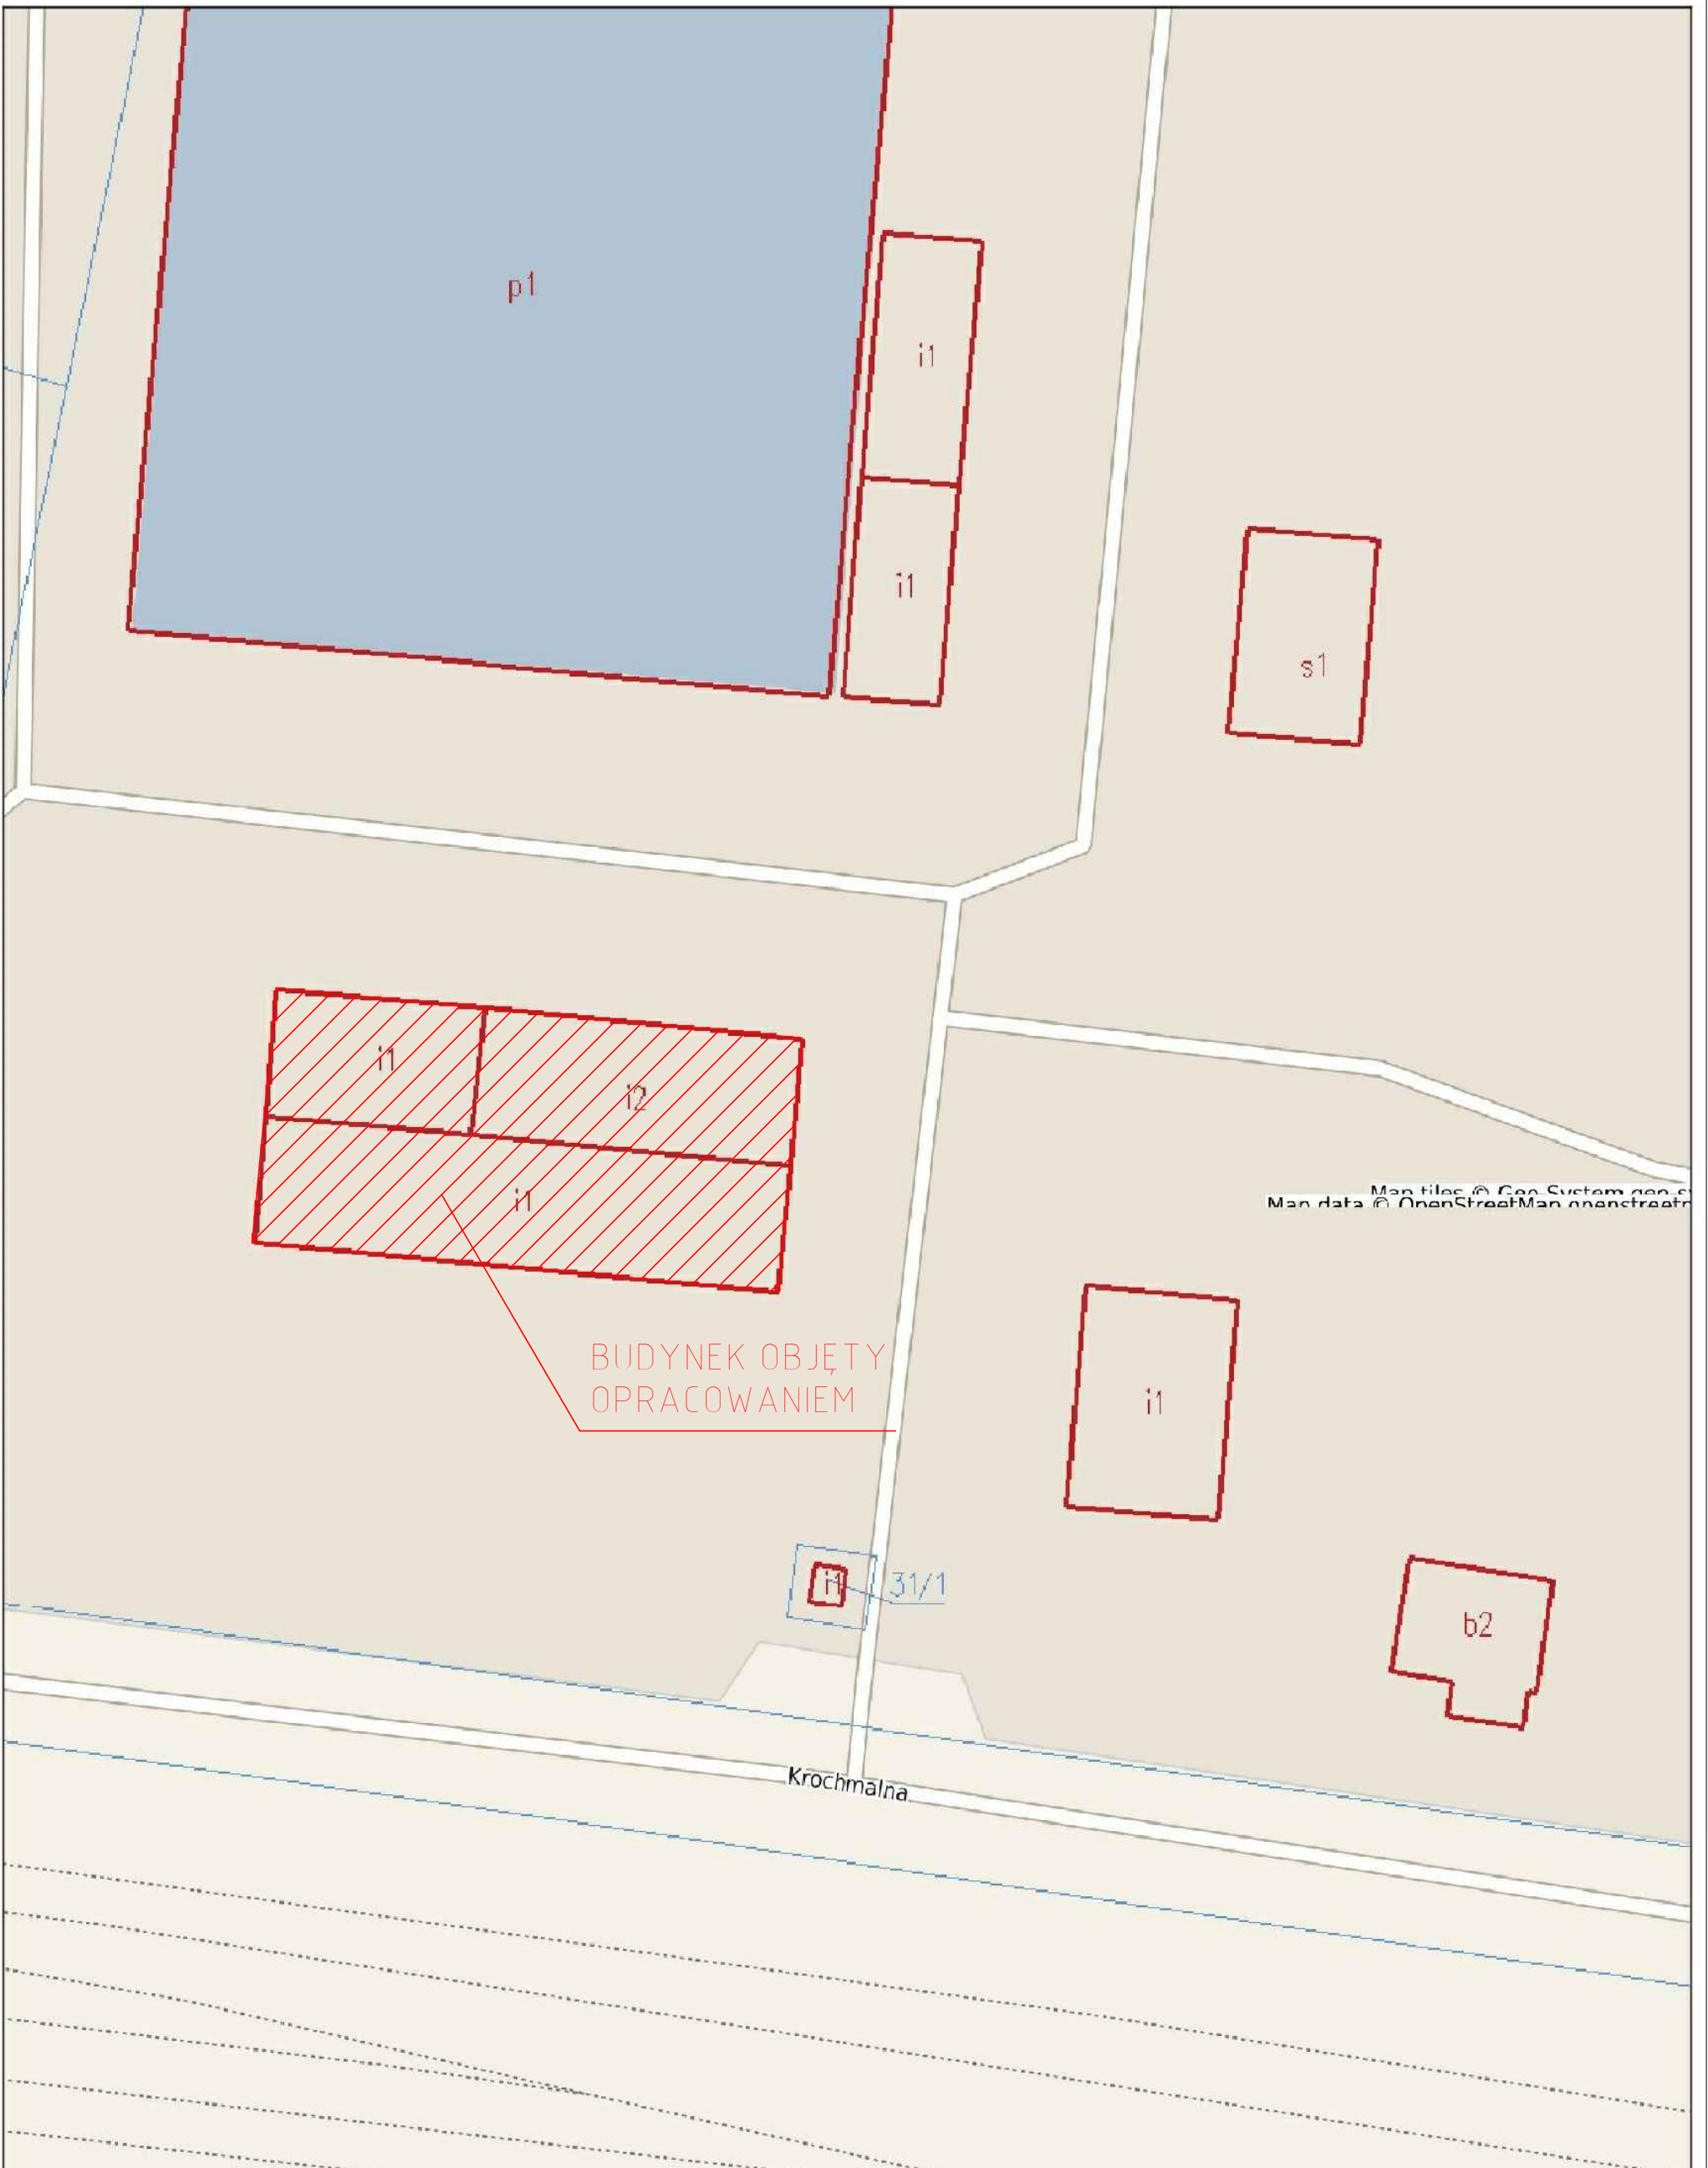 p1
i1
i1
s1
i1
i2
i1
Map tiles © Geo-System
Map data © OpenStreetMap
BUDYNEK OBJĘTY
OPRACOWANIEM
i1
i1
31/1
b2
Krochmalna